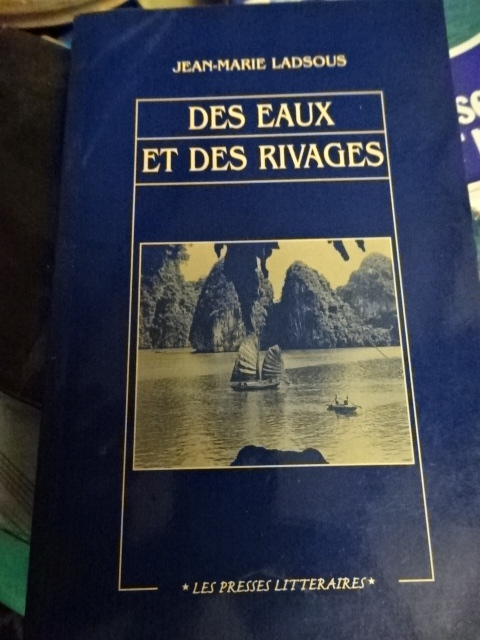 JEAN-MARIE LADSOUS
DES EAUX
ET DES RIVAGES
* LES PRESSES LITTERAIRES *